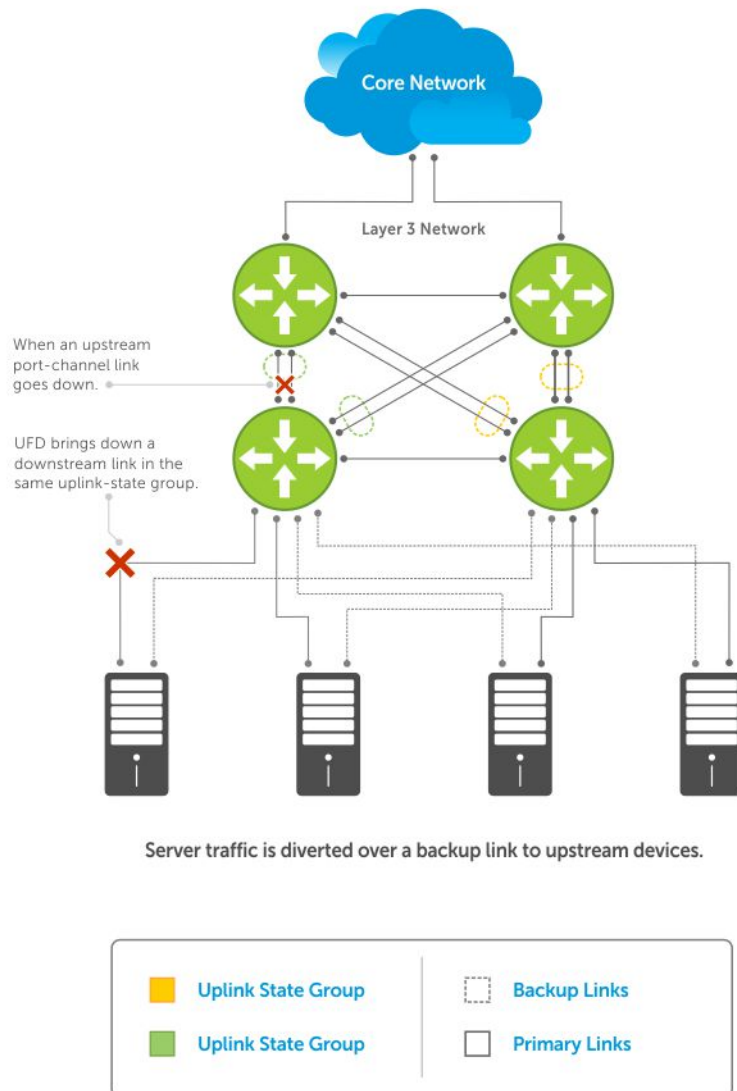 Core Network
Layer 3 Network
When an upstream
port-channel link
goes down.
UFD brings down a
downstream link in the
same uplink-state group.
Server traffic is diverted over a backup link to upstream devices.
Uplink State Group
Backup Links
Uplink State Group
Primary Links